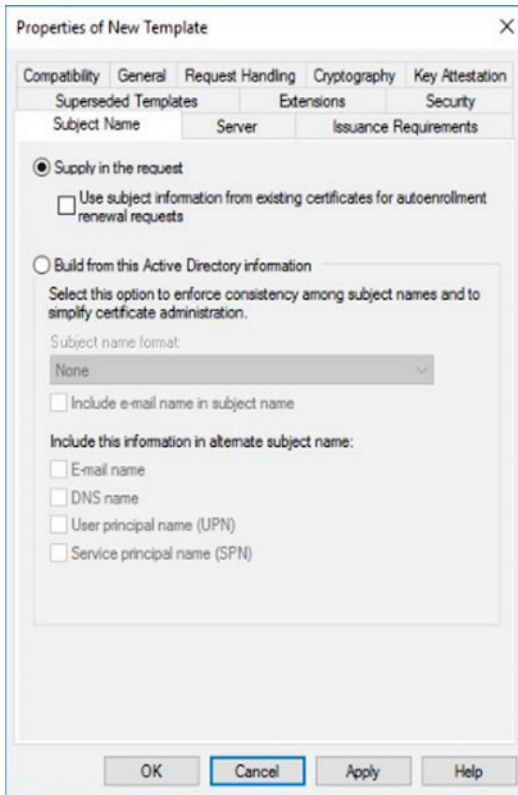 Properties of New Template
Compatibility General Request Handling Cryptography Key Attestation
Superseded Templates Extensions Security
Subject Name Server Issuance Requirements
Supply in the request
Use subject information from existing certificates for autoenrollment
renewal requests
Build from this Active Directory information
Select this option to enforce consistency among subject names and to
simplify certificate administration.
Subject name format
None
Include e-mail name in subject name
Include this information in alternate subject name:
E-mail name
DNS name
User principal name (UPN)
Service principal name (SPN)
OK Cancel Apply Help